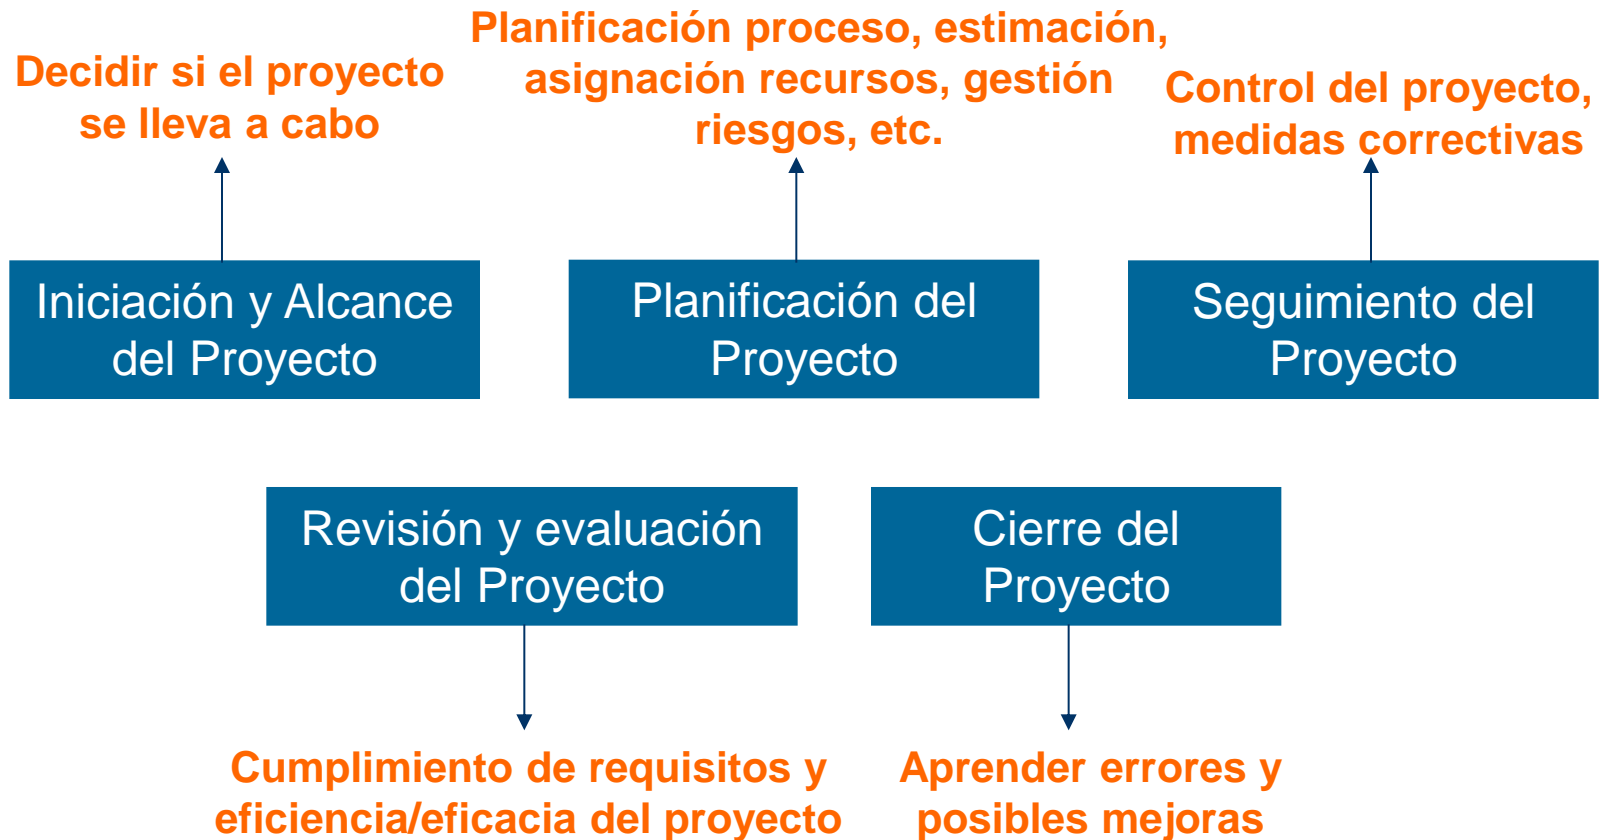 Decidir si el proyecto
se lleva a cabo
Planificación proceso, estimación,
asignación recursos, gestión
riesgos, etc.
Control del proyecto,
medidas correctivas
Iniciación y Alcance
del Proyecto
Planificación del
Proyecto
Seguimiento del
Proyecto
Revisión y evaluación
del Proyecto
Cierre del
Proyecto
Cumplimiento de requisitos y
eficiencia/eficacia del proyecto
Aprender errores y
posibles mejoras